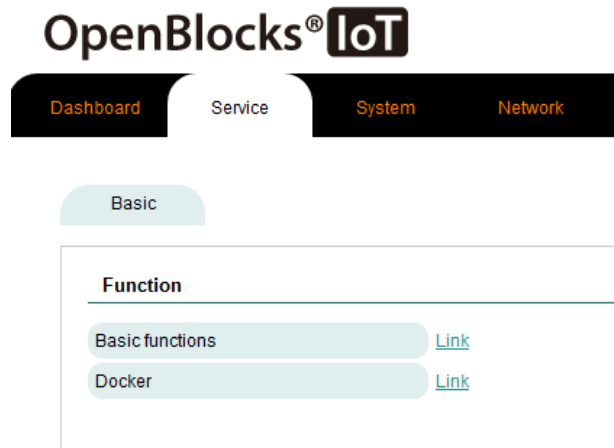 OpenBlocks® IoT
Dashboard Service System Network
Basic
Function
Basic functions Link
Docker Link